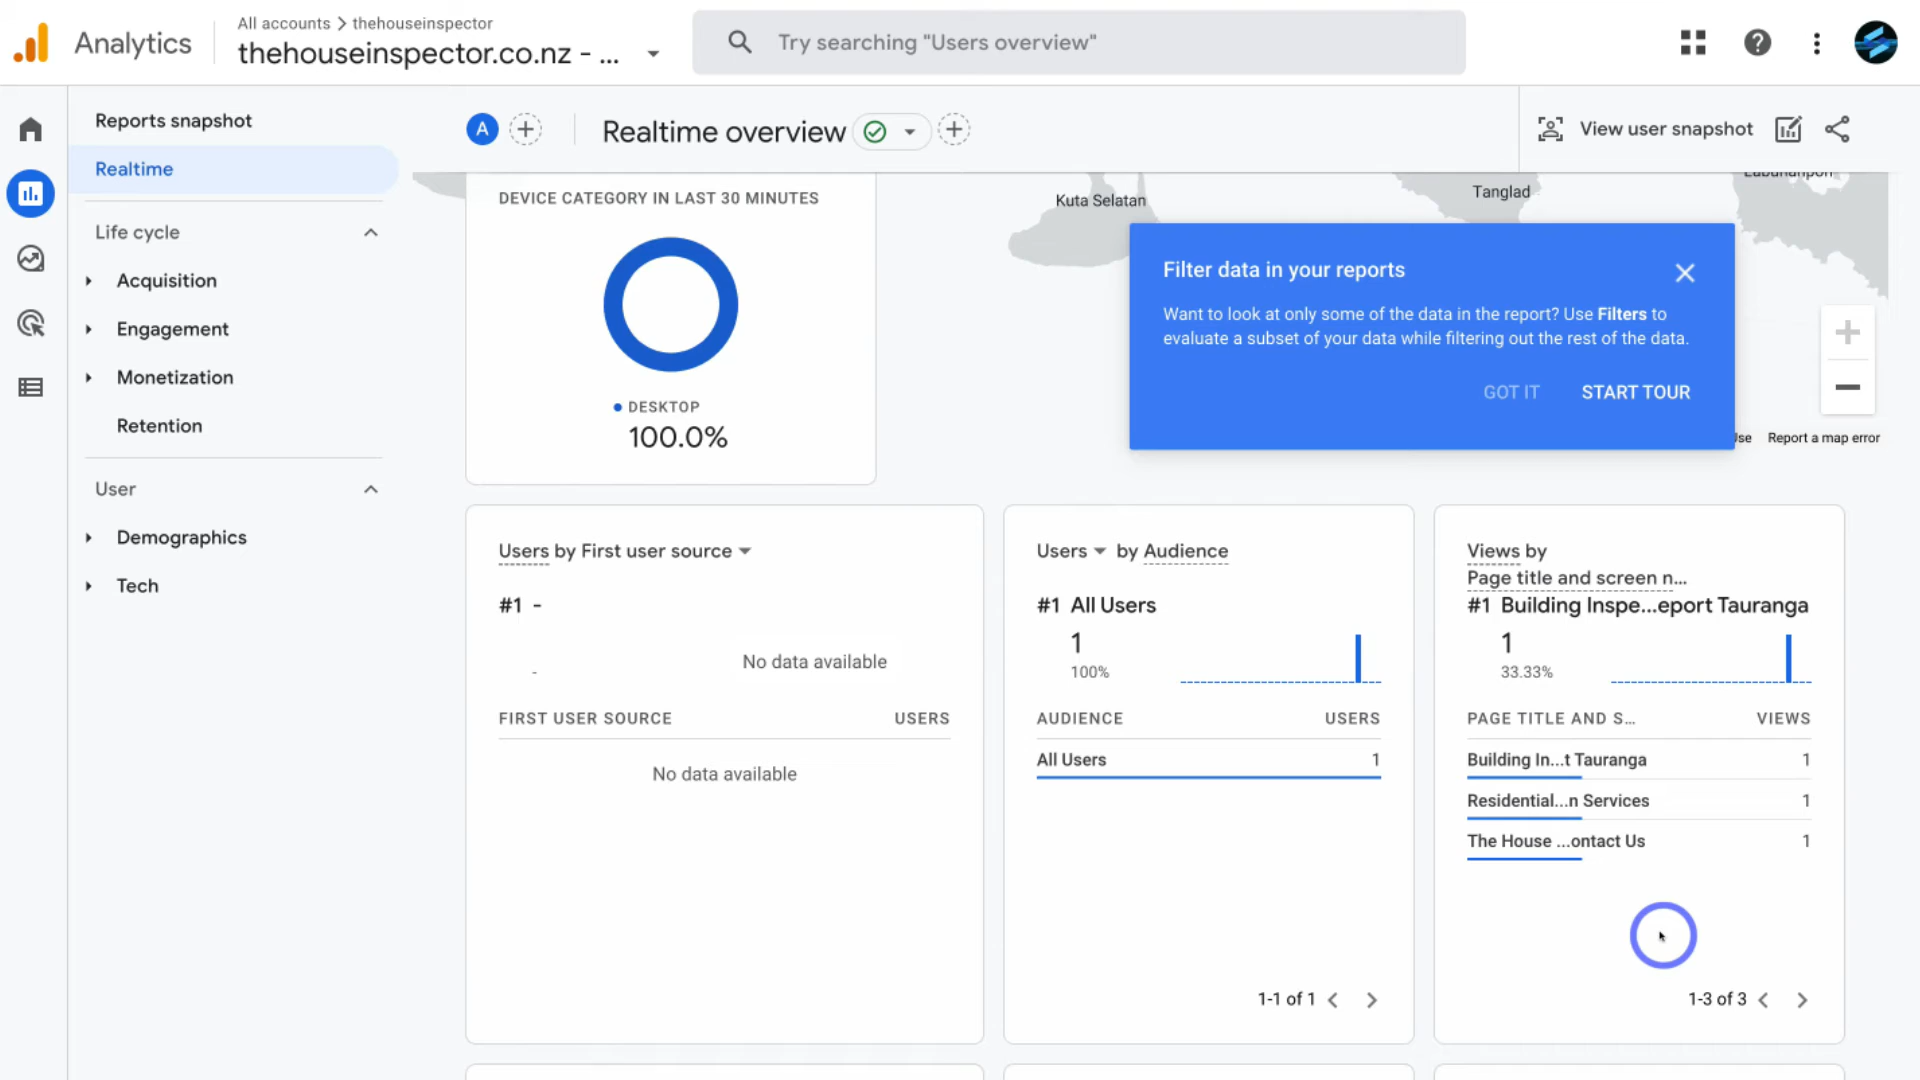 Analytics
All accounts > thehouseinspector
thehouseinspector.co.nz - ...
Try searching "Users overview"
Reports snapshot
Realtime
Life cycle
Acquisition
Engagement
Monetization
Retention
User
Demographics
Tech
A
Realtime overview
View user snapshot
DEVICE CATEGORY IN LAST 30 MINUTES
DESKTOP
100.0%
Kuta Selatan
Tanglad
Filter data in your reports
Want to look at only some of the data in the report? Use Filters to
evaluate a subset of your data while filtering out the rest of the data.
GOT IT
START TOUR
Report a map error
Users by First user source
#1 -
-
No data available
FIRST USER SOURCE USERS
No data available
Users by Audience
#1 All Users
1
100%
AUDIENCE USERS
All Users 1
1-1 of 1
Views by
Page title and screen n...
#1 Building Inspe...eport Tauranga
1
33.33%
PAGE TITLE AND S... VIEWS
Building In...t Tauranga 1
Residential...n Services 1
The House ...ontact Us 1
1-3 of 3